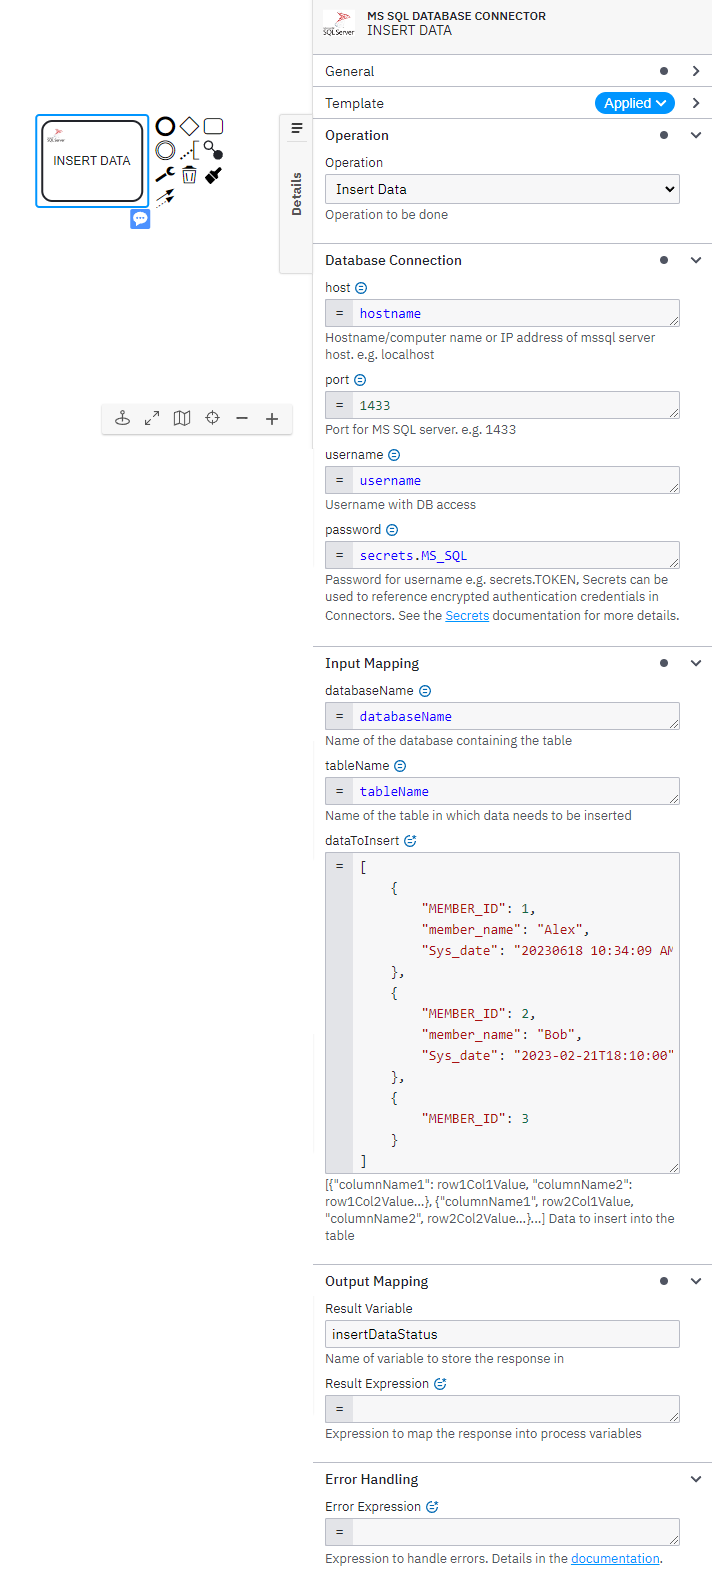 SQL Server
MS SQL DATABASE CONNECTOR
INSERT DATA
General
Template
Applied
Operation
Operation
Insert Data
Operation to be done
INSERT DATA
Details
Database Connection
host
= hostname
Hostname/computer name or IP address of mssql server
host. e.g. localhost
port
= 1433
Port for MS SQL server. e.g. 1433
username
= username
Username with DB access
password
= secrets.MS_SQL
Password for username e.g. secrets.TOKEN, Secrets can be
used to reference encrypted authentication credentials in
Connectors. See the Secrets documentation for more details.
Input Mapping
databaseName
= databaseName
Name of the database containing the table
tableName
= tableName
Name of the table in which data needs to be inserted
dataToInsert
= [
{
"MEMBER_ID": 1,
"member_name": "Alex",
"Sys_date": "20230618 10:34:09 AM
},
{
"MEMBER_ID": 2,
"member_name": "Bob",
"Sys_date": "2023-02-21T18:10:00"
},
{
"MEMBER_ID": 3
}
]
[{"columnName1": row1Col1Value, "columnName2":
row1Col2Value...}, {"columnName1", row2Col1Value,
"columnName2", row2Col2Value...}...] Data to insert into the
table
Output Mapping
Result Variable
insertDataStatus
Name of variable to store the response in
Result Expression
=
Expression to map the response into process variables
Error Handling
Error Expression
=
Expression to handle errors. Details in the documentation.